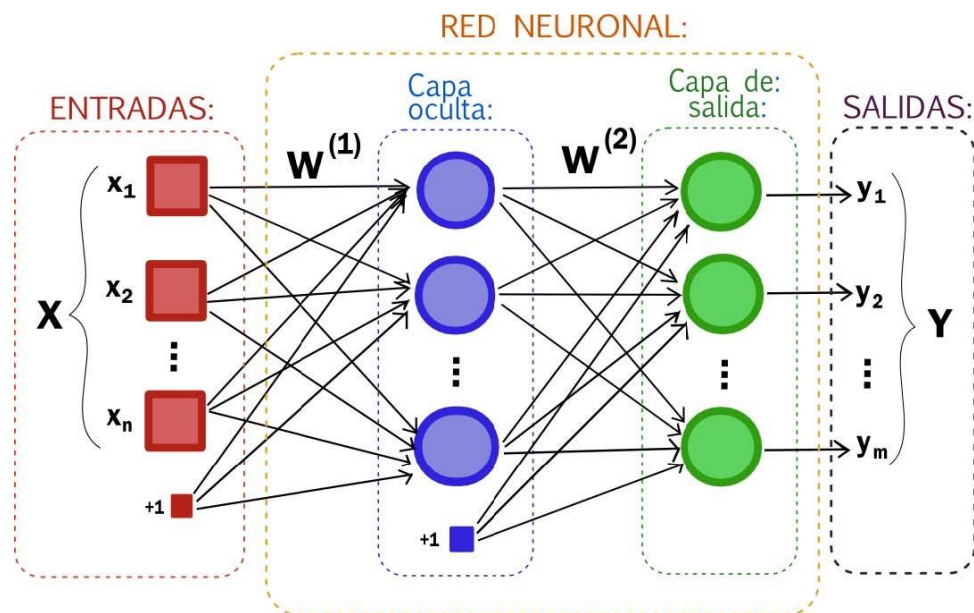 RED NEURONAL:
ENTRADAS:
Capa
oculta:
Capa de:
salida:
SALIDAS:
W(1)
W(2)
X
x1
x2
⋮
xn
+1
⋮
+1
⋮
y1
y2
⋮
ym
Y